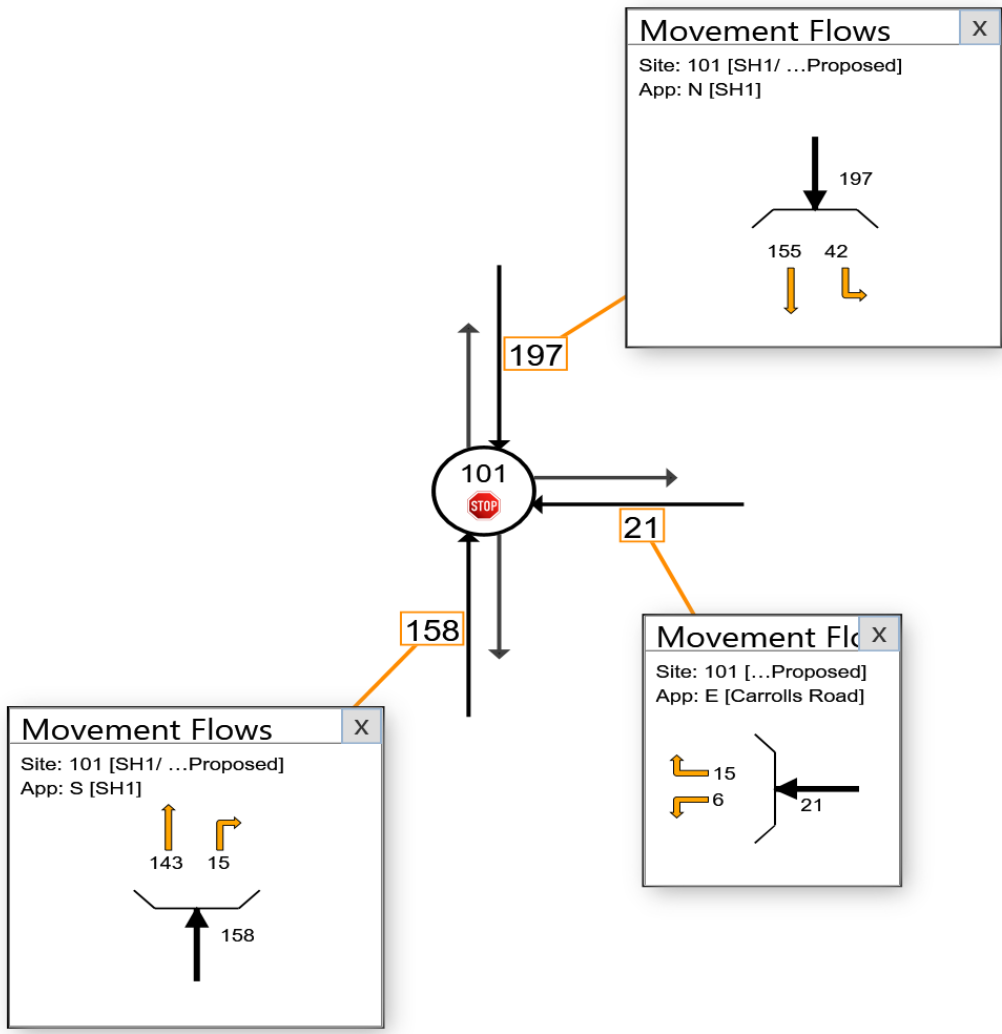 Movement Flows X
Site: 101 [SH1/ …Proposed]
App: N [SH1]
197
155 42
197
101
STOP
21
158
Movement Flo X
Site: 101 […Proposed]
App: E [Carrolls Road]
15
6
21
Movement Flows X
Site: 101 [SH1/ …Proposed]
App: S [SH1]
143 15
158